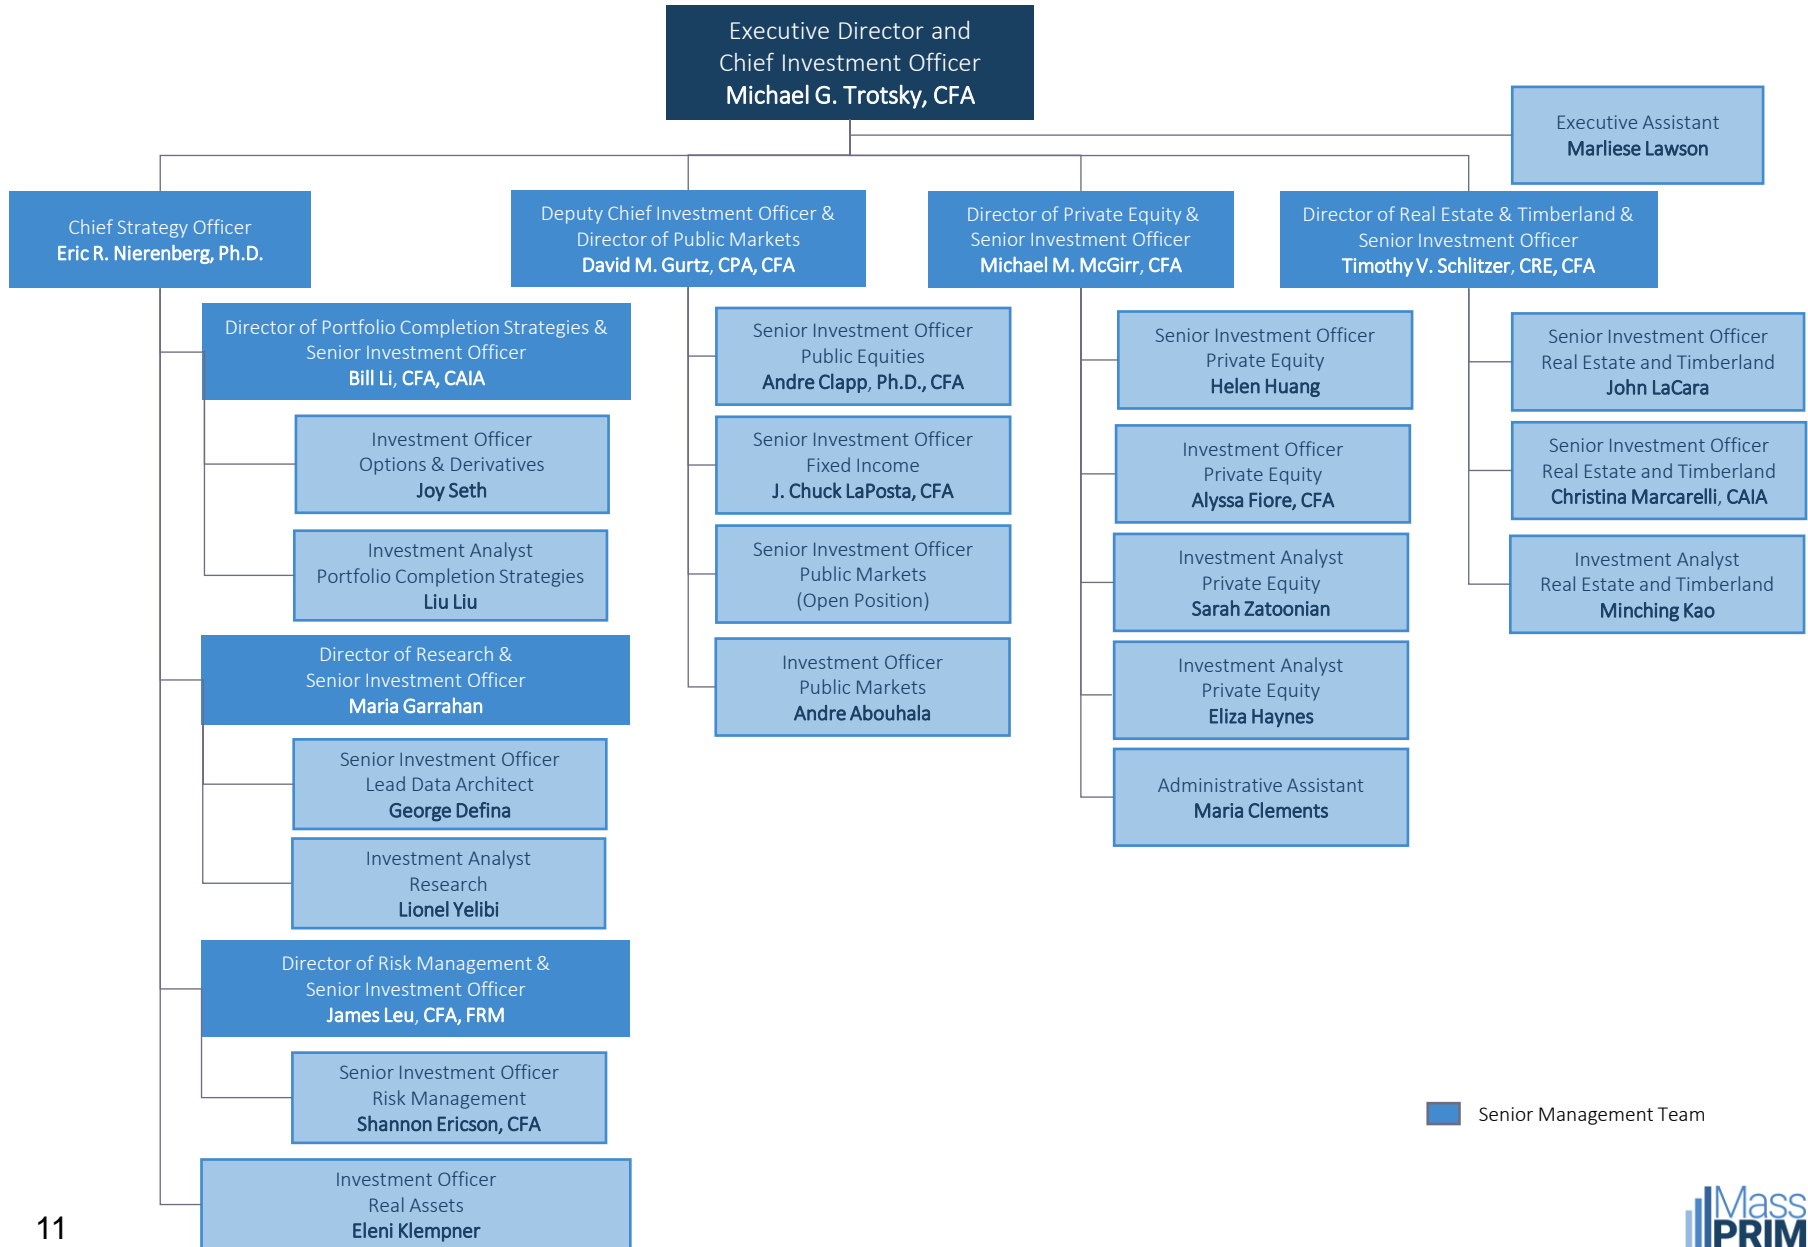 Executive Director and
Chief Investment Officer
Michael G. Trotsky, CFA
Executive Assistant
Marliese Lawson
Chief Strategy Officer
Eric R. Nierenberg, Ph.D.
Deputy Chief Investment Officer &
Director of Public Markets
David M. Gurtz, CPA, CFA
Director of Private Equity &
Senior Investment Officer
Michael M. McGirr, CFA
Director of Real Estate & Timberland &
Senior Investment Officer
Timothy V. Schlitzer, CRE, CFA
Director of Portfolio Completion Strategies &
Senior Investment Officer
Bill Li, CFA, CAIA
Investment Officer
Options & Derivatives
Joy Seth
Investment Analyst
Portfolio Completion Strategies
Liu Liu
Director of Research &
Senior Investment Officer
Maria Garrahan
Senior Investment Officer
Lead Data Architect
George Defina
Investment Analyst
Research
Lionel Yelibi
Director of Risk Management &
Senior Investment Officer
James Leu, CFA, FRM
Senior Investment Officer
Risk Management
Shannon Ericson, CFA
Investment Officer
Real Assets
Eleni Klempner
Senior Investment Officer
Public Equities
Andre Clapp, Ph.D., CFA
Senior Investment Officer
Fixed Income
J. Chuck LaPosta, CFA
Senior Investment Officer
Public Markets
(Open Position)
Investment Officer
Public Markets
Andre Abouhala
Senior Investment Officer
Private Equity
Helen Huang
Investment Officer
Private Equity
Alyssa Fiore, CFA
Investment Analyst
Private Equity
Sarah Zatoonian
Investment Analyst
Private Equity
Eliza Haynes
Administrative Assistant
Maria Clements
Senior Investment Officer
Real Estate and Timberland
John LaCara
Senior Investment Officer
Real Estate and Timberland
Christina Marcarelli, CAIA
Investment Analyst
Real Estate and Timberland
Minching Kao
Senior Management Team
11
Mass
PRIM